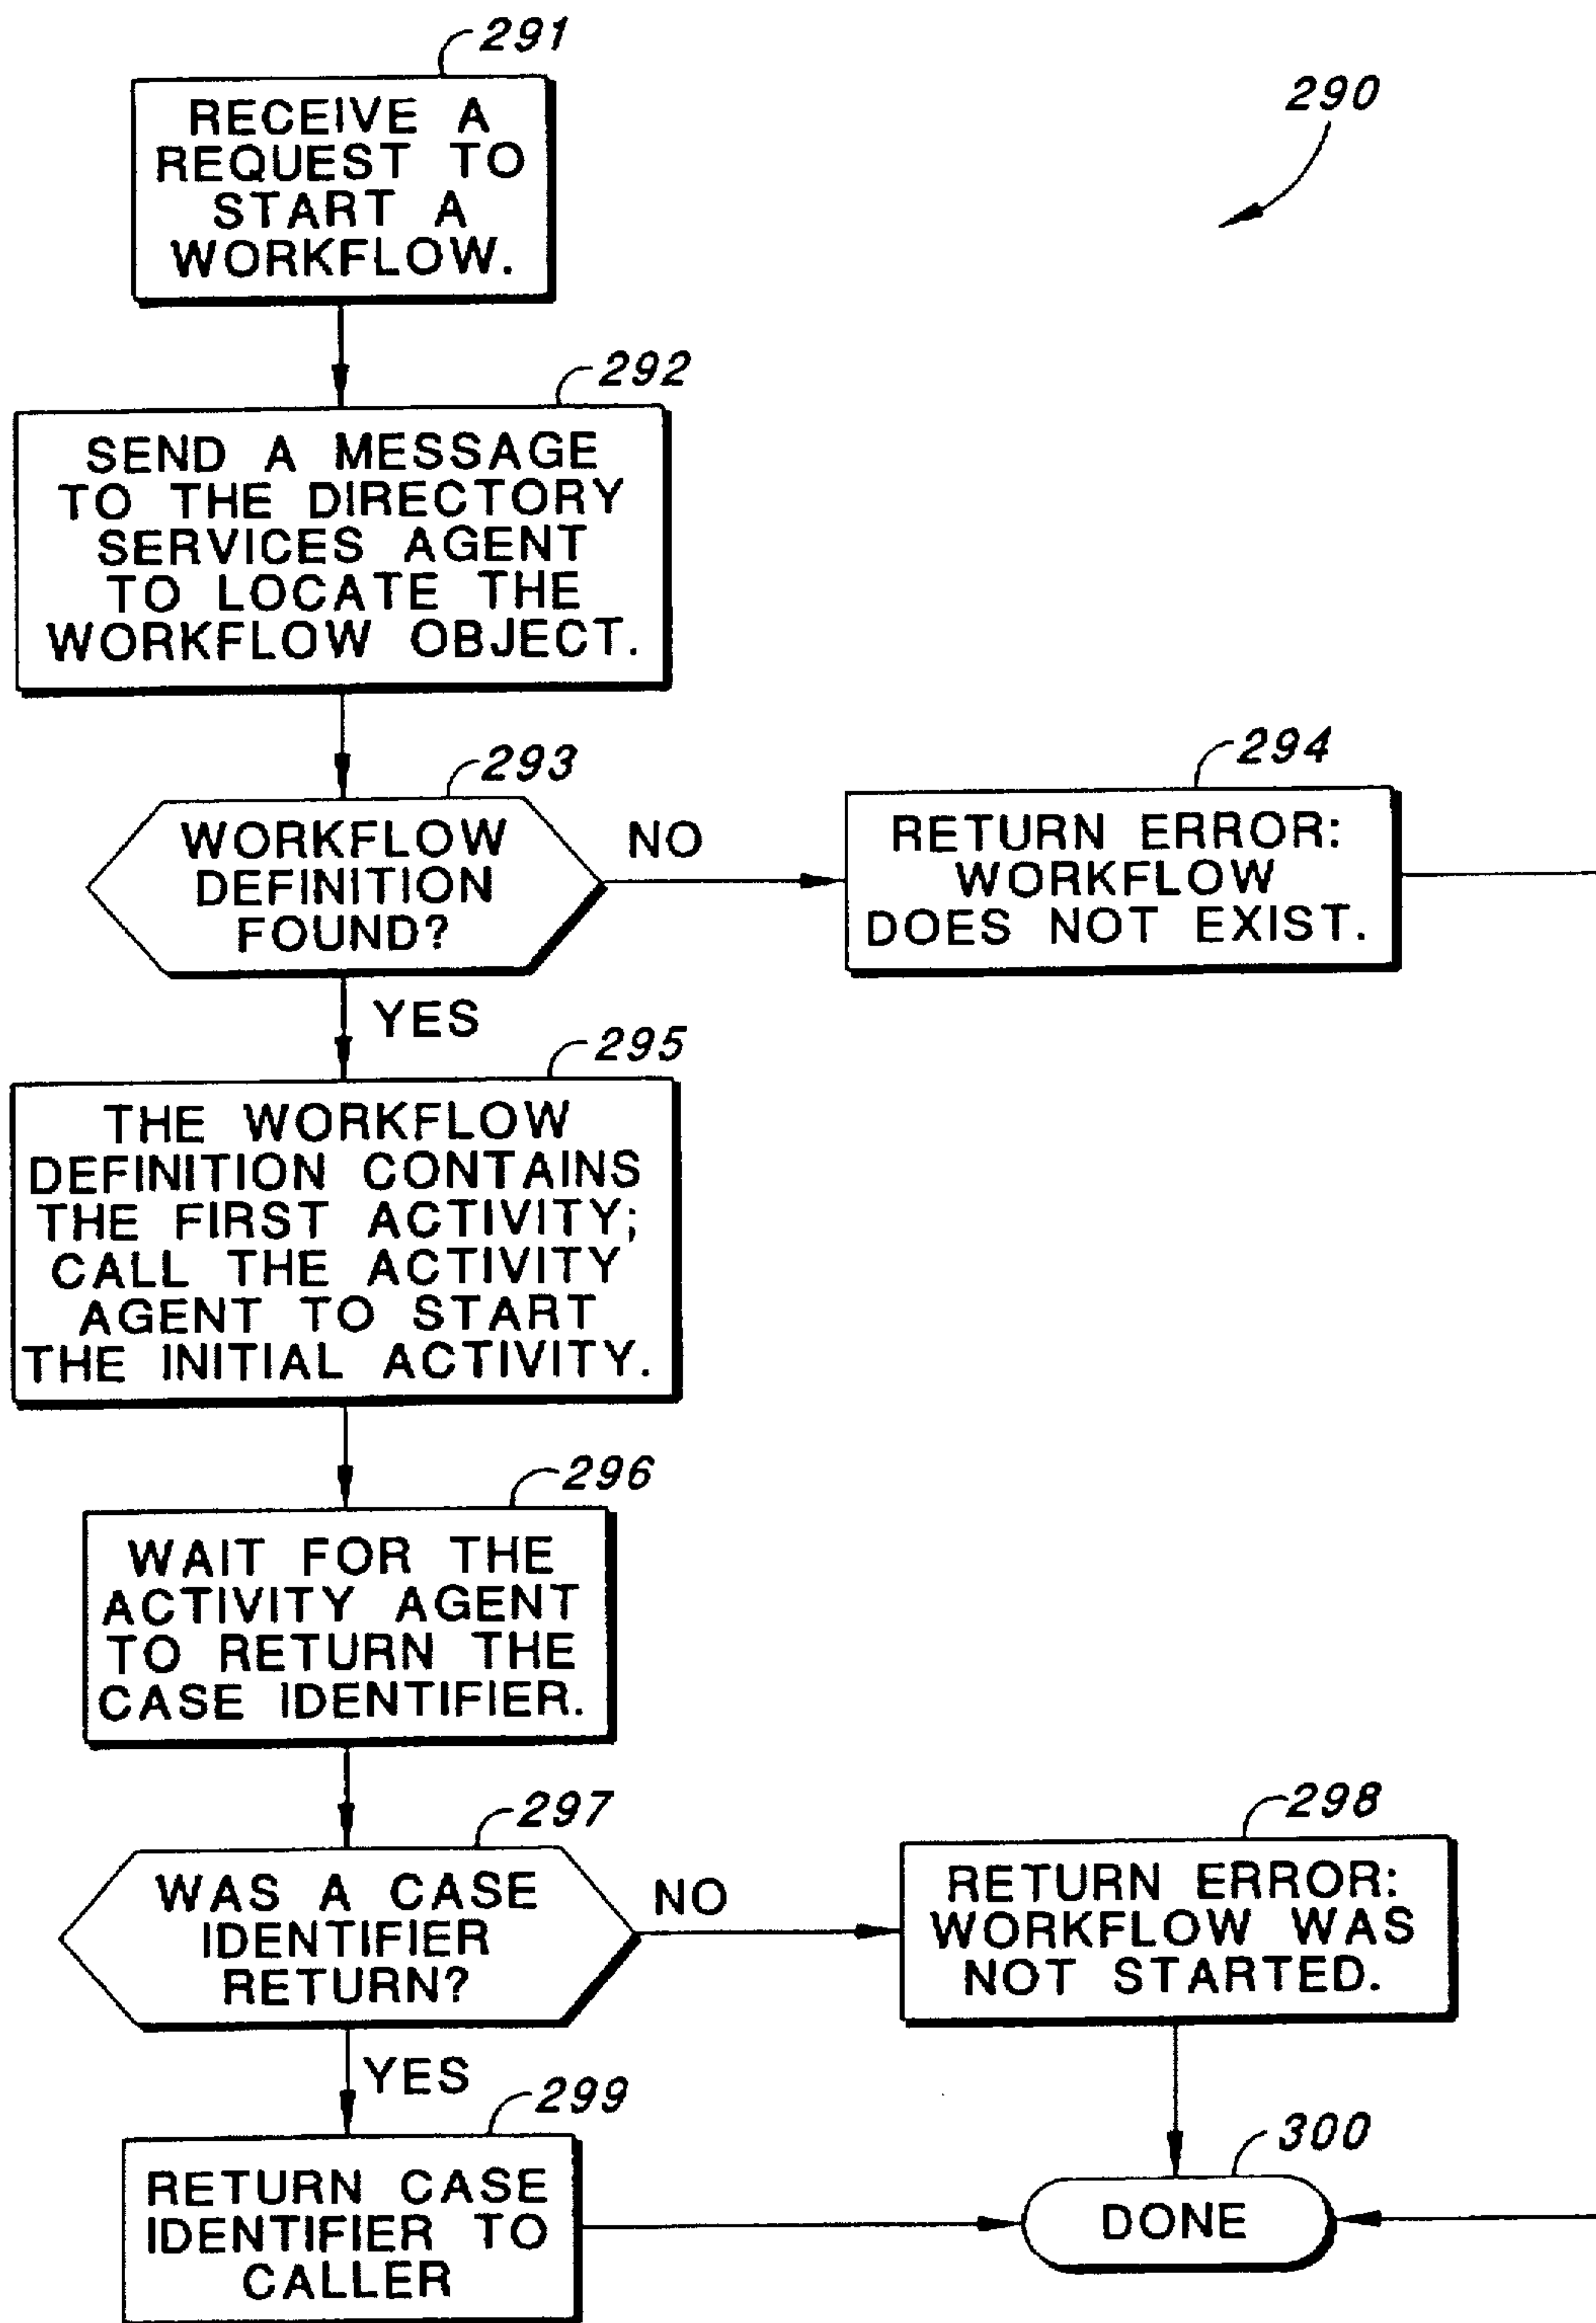 291
RECEIVE A
REQUEST TO
START A
WORKFLOW.
290
292
SEND A MESSAGE
TO THE DIRECTORY
SERVICES AGENT
TO LOCATE THE
WORKFLOW OBJECT.
293
WORKFLOW
DEFINITION
FOUND?
NO
294
RETURN ERROR:
WORKFLOW
DOES NOT EXIST.
YES
295
THE WORKFLOW
DEFINITION CONTAINS
THE FIRST ACTIVITY;
CALL THE ACTIVITY
AGENT TO START
THE INITIAL ACTIVITY.
296
WAIT FOR THE
ACTIVITY AGENT
TO RETURN THE
CASE IDENTIFIER.
297
WAS A CASE
IDENTIFIER
RETURN?
NO
298
RETURN ERROR:
WORKFLOW WAS
NOT STARTED.
YES
299
RETURN CASE
IDENTIFIER TO
CALLER
300
DONE